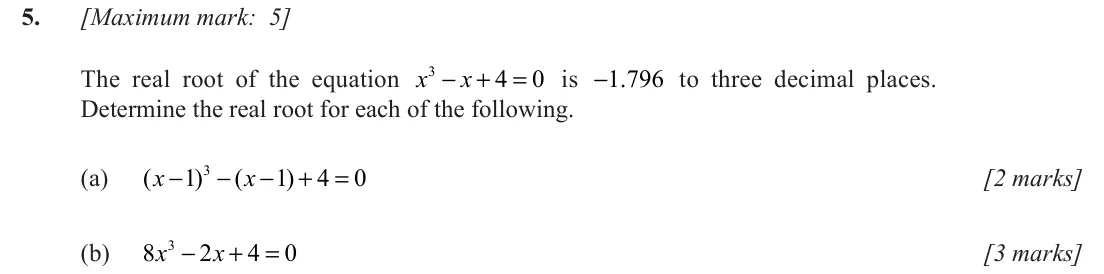 5. [Maximum mark: 5]
The real root of the equation x³ − x + 4 = 0 is −1.796 to three decimal places.
Determine the real root for each of the following.
(a) (x − 1)³ − (x − 1) + 4 = 0 [2 marks]
(b) 8x³ − 2x + 4 = 0 [3 marks]